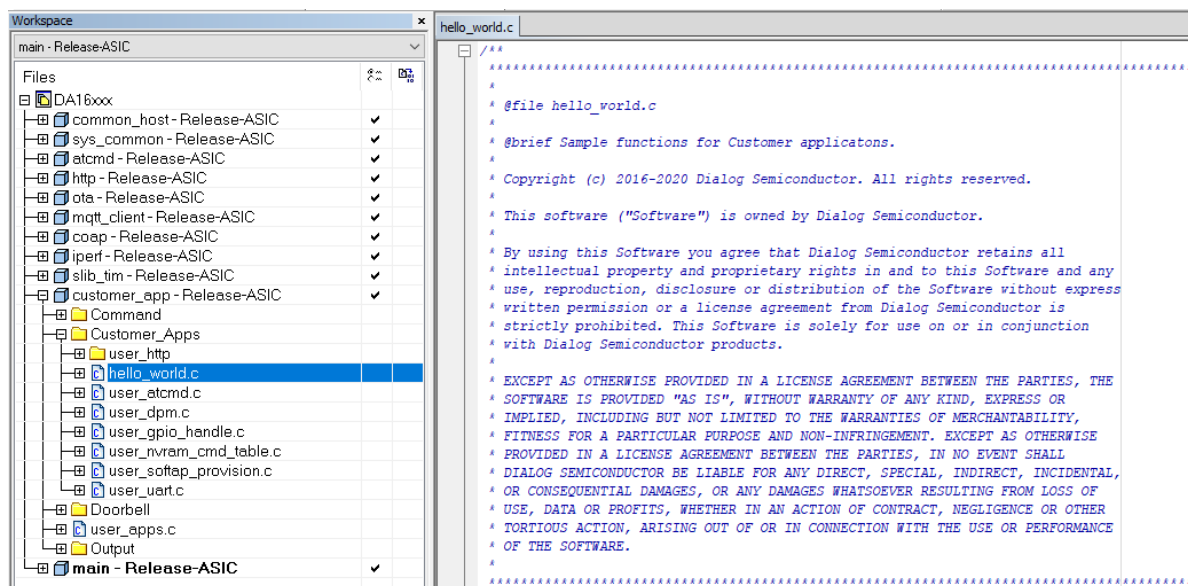 Workspace
main - Release-ASIC
Files
DA16xxx
common_host - Release-ASIC
sys_common - Release-ASIC
atcmd - Release-ASIC
http - Release-ASIC
ota - Release-ASIC
mqtt_client - Release-ASIC
coap - Release-ASIC
iperf - Release-ASIC
slib_tim - Release-ASIC
customer_app - Release-ASIC
Command
Customer_Apps
user_http
hello_world.c
user_atcmd.c
user_dpm.c
user_gpio_handle.c
user_nvram_cmd_table.c
user_softap_provision.c
user_uart.c
Doorbell
user_apps.c
Output
main - Release-ASIC
hello_world.c
/**
****************************************************************************************
*
* @file hello_world.c
*
* @brief Sample functions for Customer applicatons.
*
* Copyright (c) 2016-2020 Dialog Semiconductor. All rights reserved.
*
* This software ("Software") is owned by Dialog Semiconductor.
*
* By using this Software you agree that Dialog Semiconductor retains all
* intellectual property and proprietary rights in and to this Software and any
* use, reproduction, disclosure or distribution of the Software without express
* written permission or a license agreement from Dialog Semiconductor is
* strictly prohibited. This Software is solely for use on or in conjunction
* with Dialog Semiconductor products.
*
* EXCEPT AS OTHERWISE PROVIDED IN A LICENSE AGREEMENT BETWEEN THE PARTIES, THE
* SOFTWARE IS PROVIDED "AS IS", WITHOUT WARRANTY OF ANY KIND, EXPRESS OR
* IMPLIED, INCLUDING BUT NOT LIMITED TO THE WARRANTIES OF MERCHANTABILITY,
* FITNESS FOR A PARTICULAR PURPOSE AND NON-INFRINGEMENT. EXCEPT AS OTHERWISE
* PROVIDED IN A LICENSE AGREEMENT BETWEEN THE PARTIES, IN NO EVENT SHALL
* DIALOG SEMICONDUCTOR BE LIABLE FOR ANY DIRECT, SPECIAL, INDIRECT, INCIDENTAL,
* OR CONSEQUENTIAL DAMAGES, OR ANY DAMAGES WHATSOEVER RESULTING FROM LOSS OF
* USE, DATA OR PROFITS, WHETHER IN AN ACTION OF CONTRACT, NEGLIGENCE OR OTHER
* TORTIOUS ACTION, ARISING OUT OF OR IN CONNECTION WITH THE USE OR PERFORMANCE
* OF THE SOFTWARE.
*
****************************************************************************************